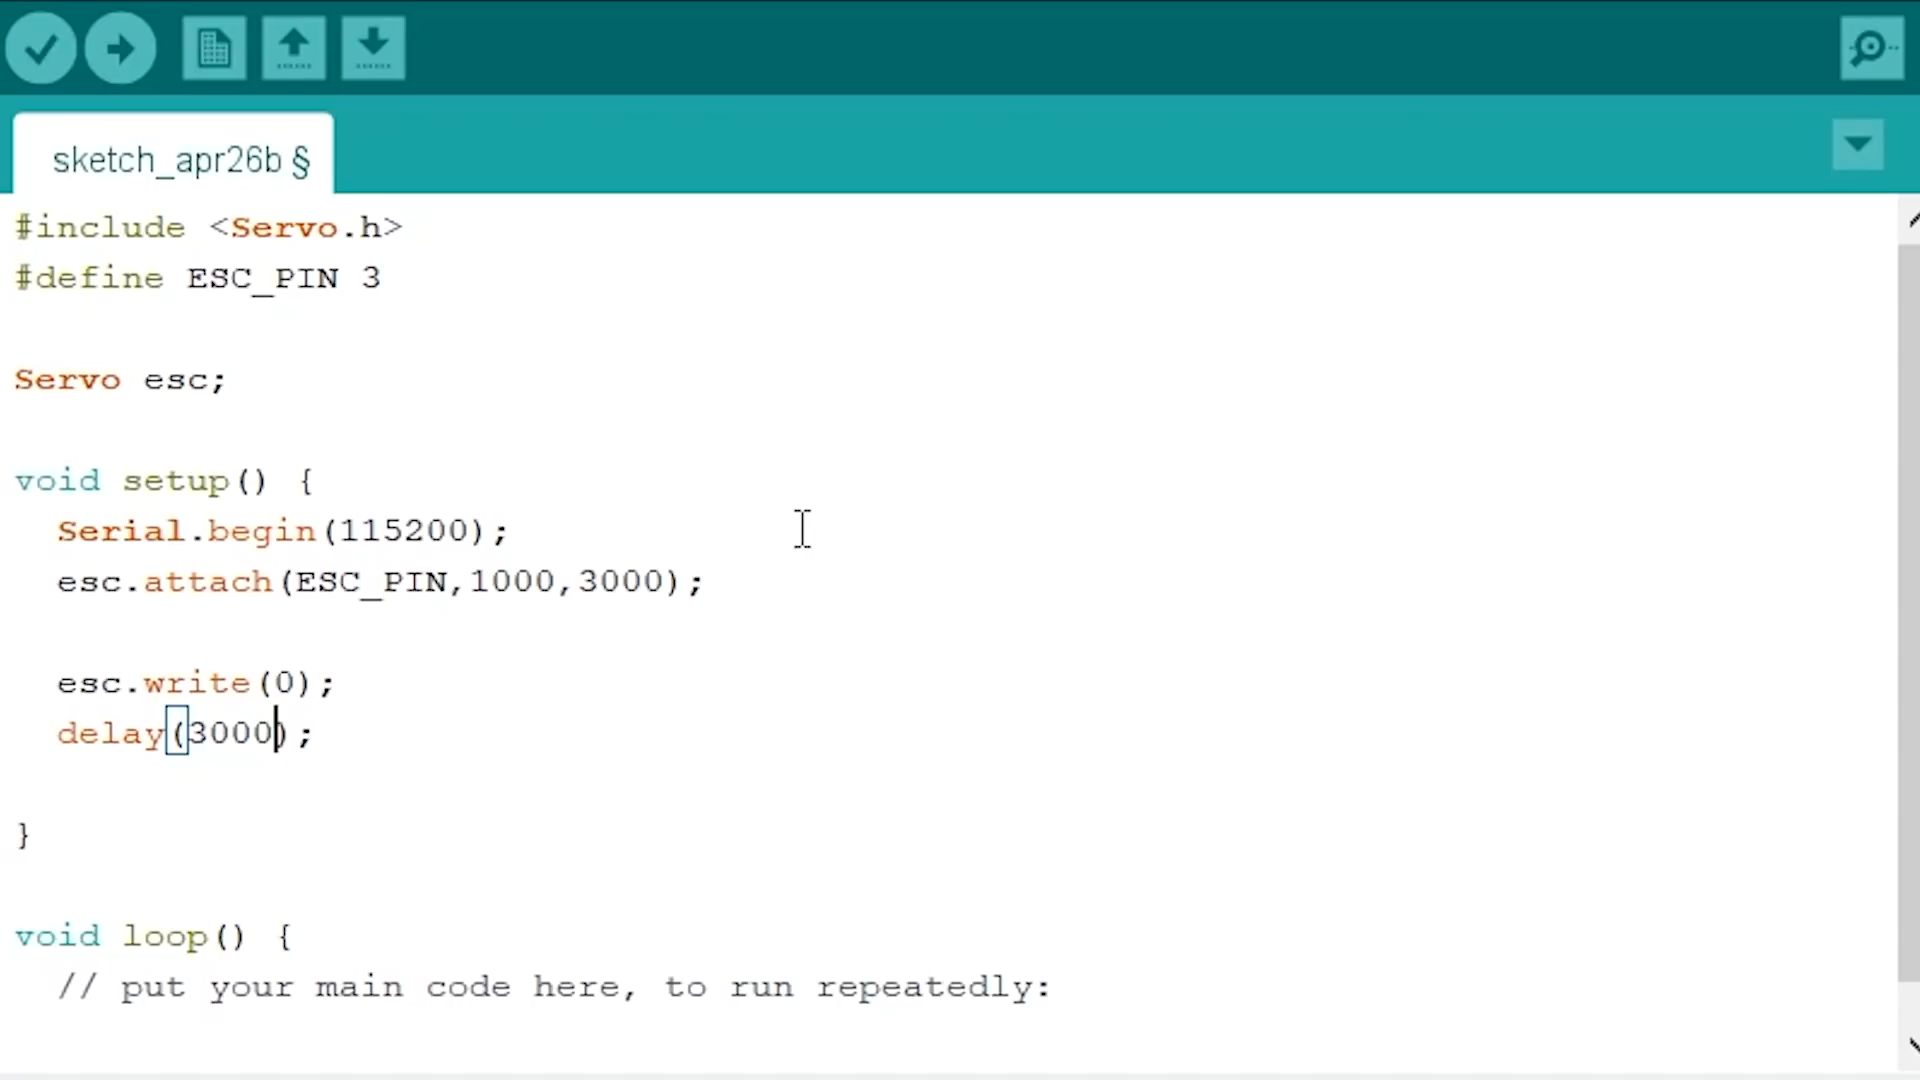 sketch_apr26b §
#include <Servo.h>
#define ESC_PIN 3
Servo esc;
void setup() {
Serial.begin(115200);
esc.attach(ESC_PIN,1000,3000);
esc.write(0);
delay(3000);
}
void loop() {
// put your main code here, to run repeatedly: